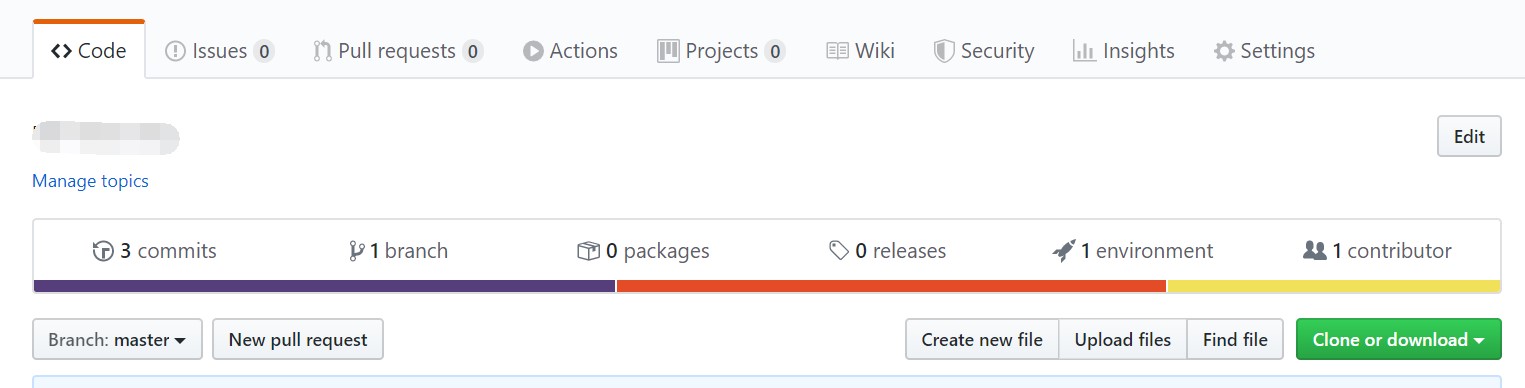 Code Issues 0 Pull requests 0 Actions Projects 0 Wiki Security Insights Settings
Edit
Manage topics
3 commits 1 branch 0 packages 0 releases 1 environment 1 contributor
Branch: master New pull request Create new file Upload files Find file Clone or download